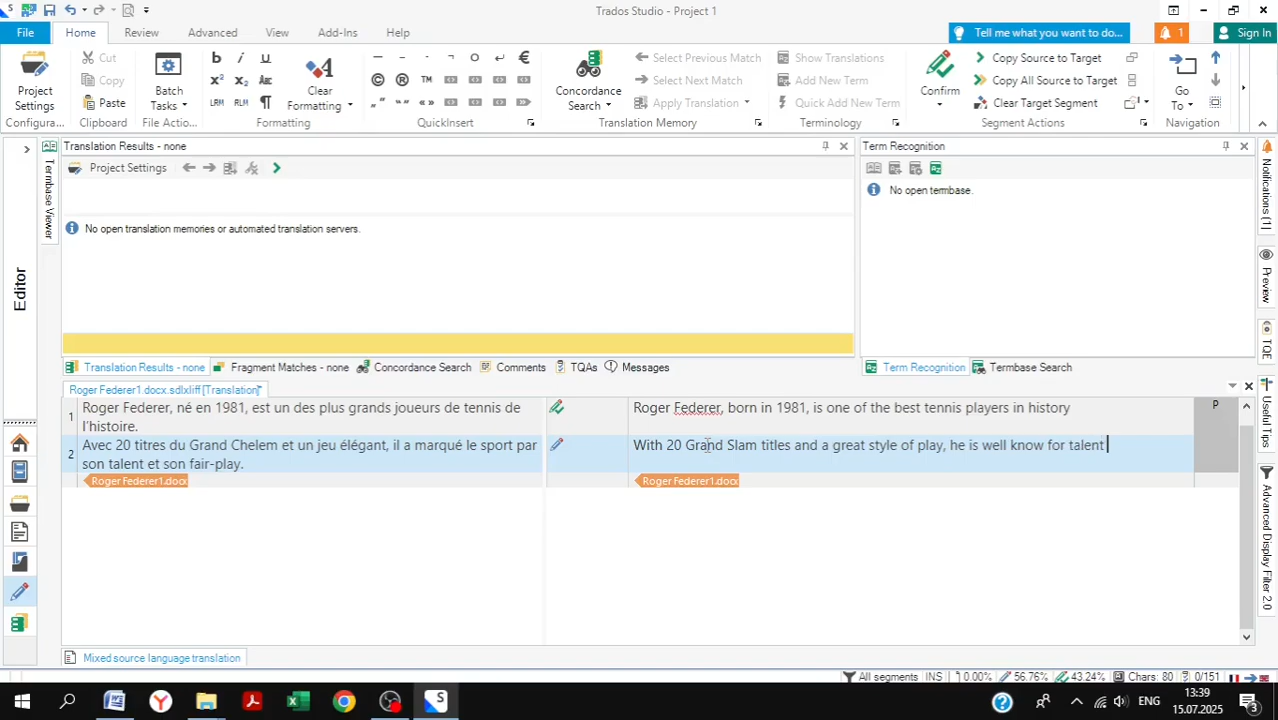 Trados Studio - Project 1
File Home Review Advanced View Add-Ins Help Tell me what you want to do... 1 Sign In
Project Settings
Configura...
Cut
Copy
Paste
Clipboard
Batch Tasks
File Actio...
Clear Formatting
LRM RLM
Formatting
TM
QuickInsert
Concordance Search
Select Previous Match
Select Next Match
Apply Translation
Translation Memory
Show Translations
Add New Term
Quick Add New Term
Terminology
Confirm
Copy Source to Target
Copy All Source to Target
Clear Target Segment
Segment Actions
Go To
Navigation
Editor
Termbase Viewer
Translation Results - none
Project Settings
No open translation memories or automated translation servers.
Term Recognition
No open termbase.
Notifications [1]
Preview
TQE
Useful Tips
Advanced Display Filter 2.0
Translation Results - none Fragment Matches - none Concordance Search Comments TQAs Messages
Term Recognition Termbase Search
Roger Federer1.docx.sdlxliff [Translation]*
1 Roger Federer, né en 1981, est un des plus grands joueurs de tennis de
l'histoire.
Roger Federer, born in 1981, is one of the best tennis players in history
P
2 Avec 20 titres du Grand Chelem et un jeu élégant, il a marqué le sport par
son talent et son fair-play.
With 20 Grand Slam titles and a great style of play, he is well know for talent
Roger Federer1.docx Roger Federer1.docx
Mixed source language translation
All segments INS 0.00% 56.76% 43.24% Chars: 80 0/151
ENG 13:39
15.07.2025
3